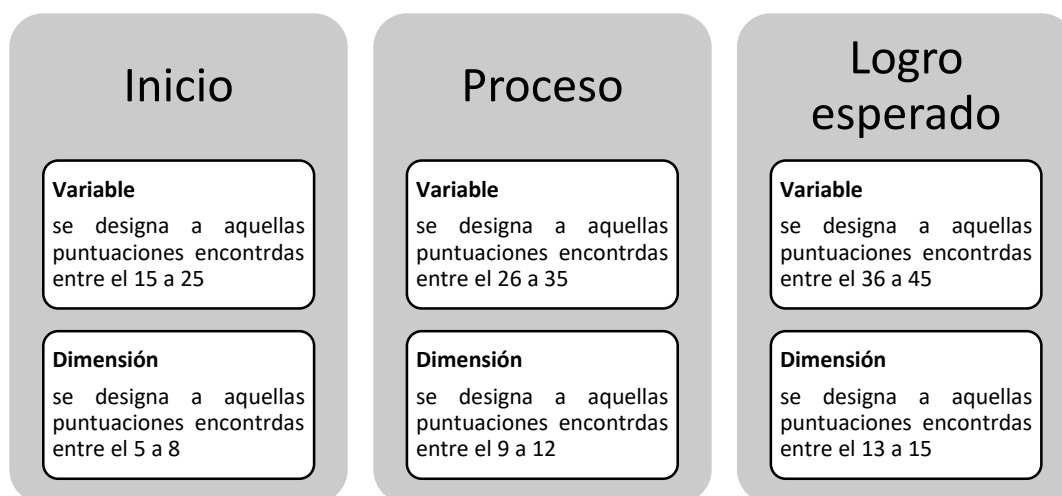 Inicio
Variable
se designa a aquellas
puntuaciones encontrdas
entre el 15 a 25
Dimensión
se designa a aquellas
puntuaciones encontrdas
entre el 5 a 8
Proceso
Variable
se designa a aquellas
puntuaciones encontrdas
entre el 26 a 35
Dimensión
se designa a aquellas
puntuaciones encontrdas
entre el 9 a 12
Logro
esperado
Variable
se designa a aquellas
puntuaciones encontrdas
entre el 36 a 45
Dimensión
se designa a aquellas
puntuaciones encontrdas
entre el 13 a 15